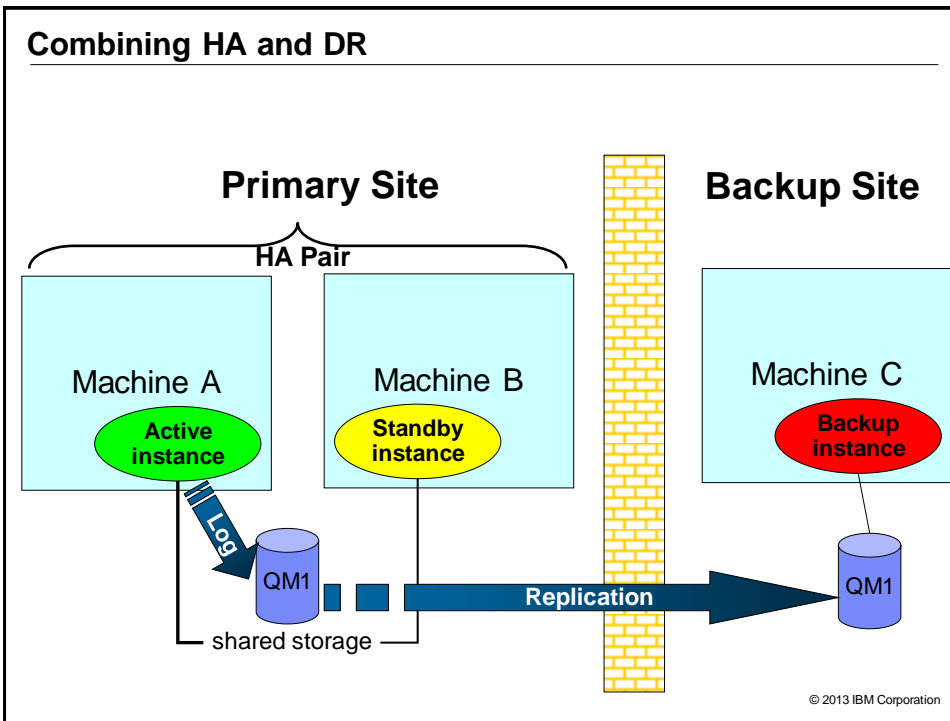 Combining HA and DR
Primary Site
Backup Site
HA Pair
Machine A
Machine B
Machine C
Active
instance
Standby
instance
Backup
instance
Log
QM1
Replication
QM1
shared storage
© 2013 IBM Corporation